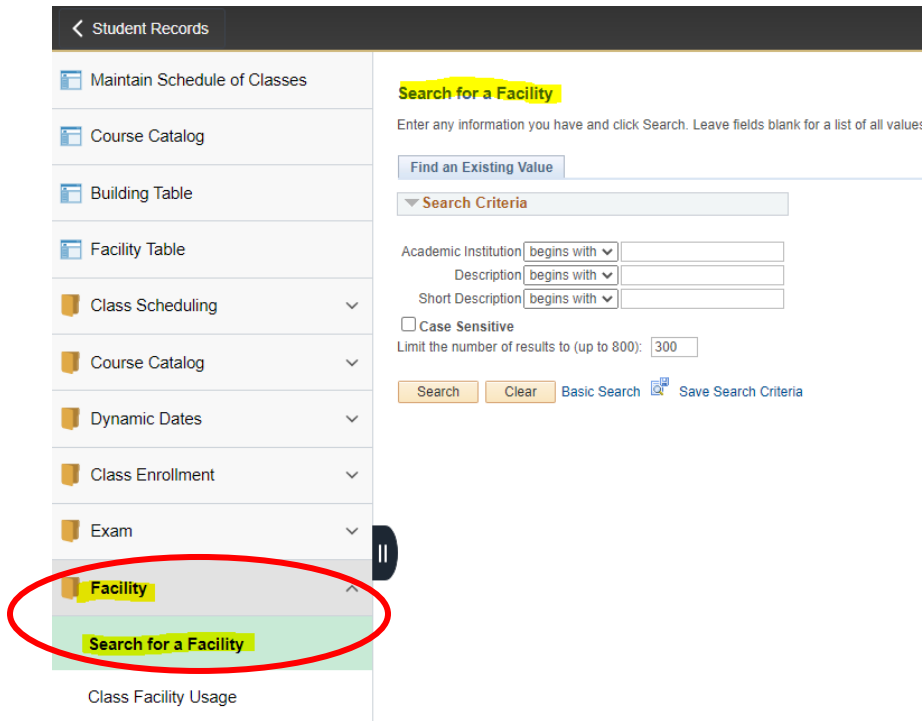 Student Records
Maintain Schedule of Classes
Course Catalog
Building Table
Facility Table
Class Scheduling
Course Catalog
Dynamic Dates
Class Enrollment
Exam
Facility
Search for a Facility
Class Facility Usage
Search for a Facility
Enter any information you have and click Search. Leave fields blank for a list of all values
Find an Existing Value
Search Criteria
Academic Institution begins with
Description begins with
Short Description begins with
Case Sensitive
Limit the number of results to (up to 800): 300
Search Clear Basic Search Save Search Criteria